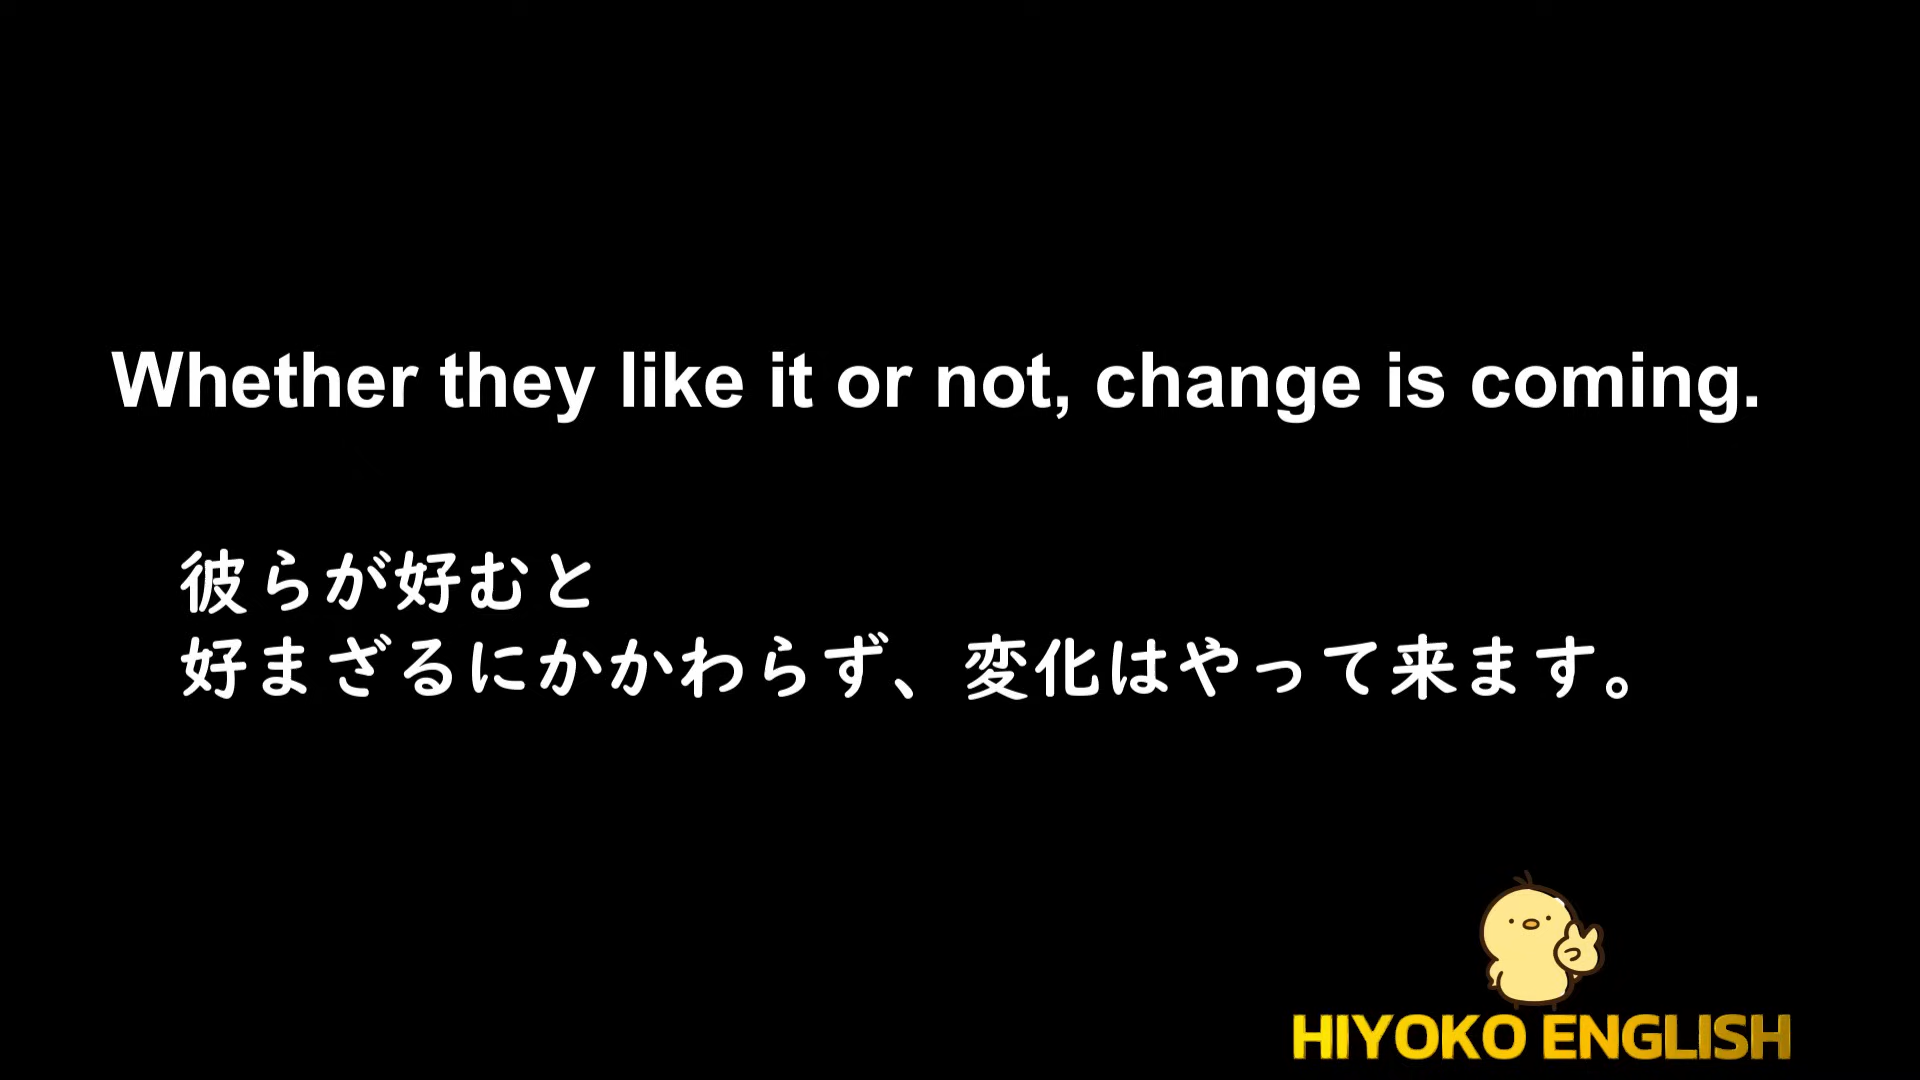 Whether they like it or not, change is coming.
彼らが好むと
好まざるにかかわらず、変化はやって来ます。
HIYOKO ENGLISH